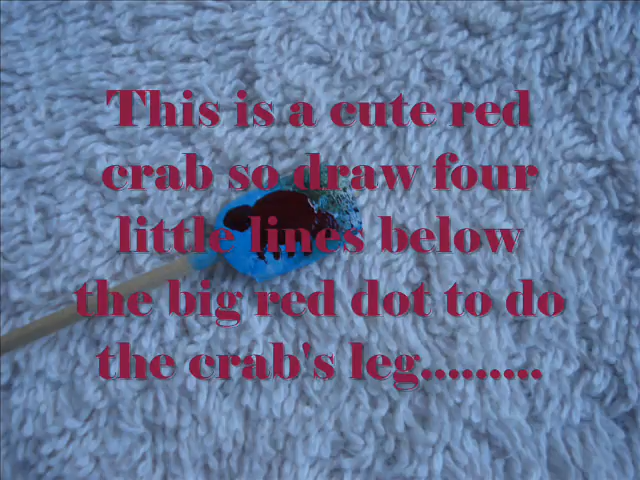 This is a cute red
crab so draw four
little lines below
the big red dot to do
the crab's leg.........